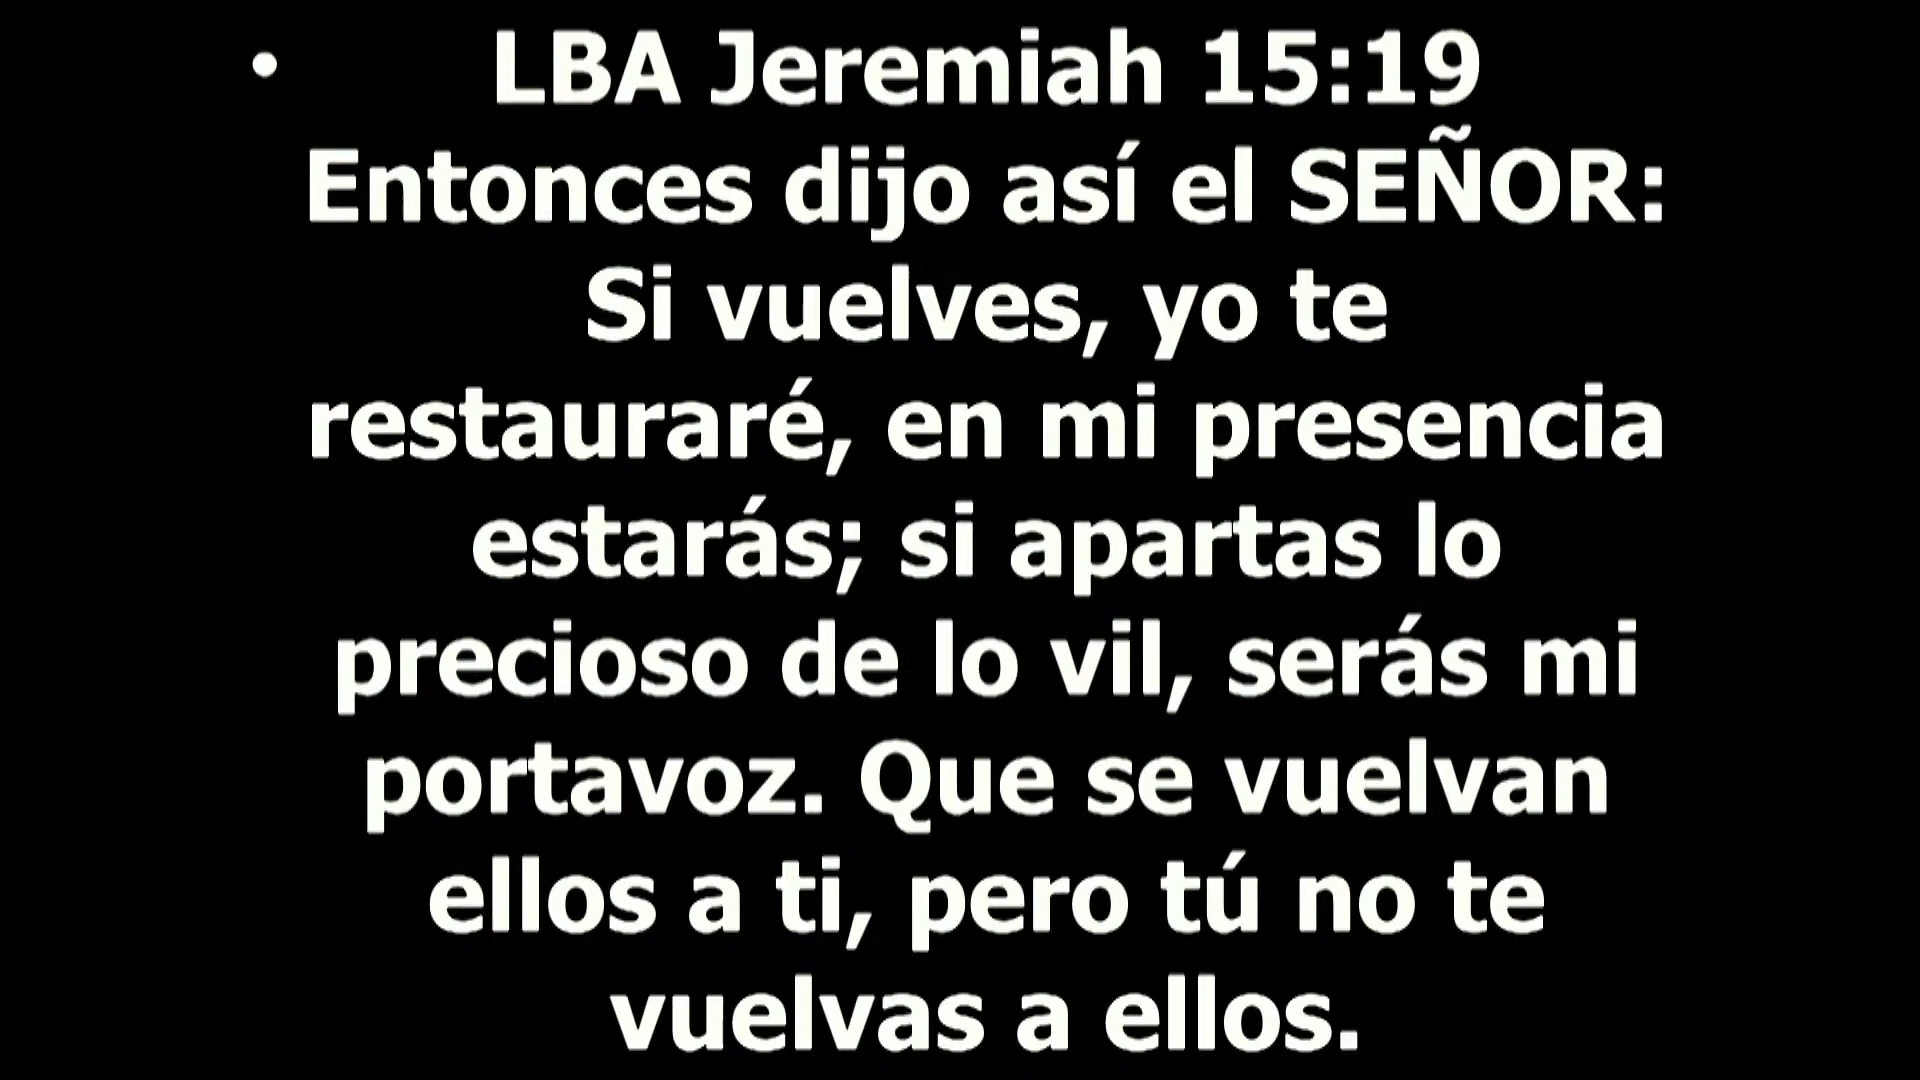 • LBA Jeremiah 15:19
Entonces dijo así el SEÑOR:
Si vuelves, yo te
restauraré, en mi presencia
estarás; si apartas lo
precioso de lo vil, serás mi
portavoz. Que se vuelvan
ellos a ti, pero tú no te
vuelvas a ellos.